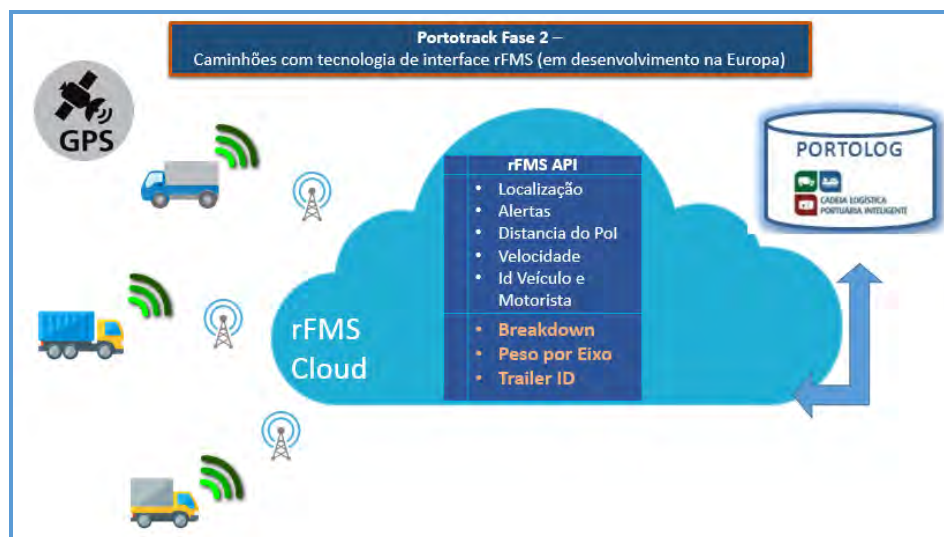 Portotrack Fase 2 –
Caminhões com tecnologia de interface rFMS (em desenvolvimento na Europa)
GPS
rFMS API
• Localização
• Alertas
• Distancia do PoI
• Velocidade
• Id Veículo e
Motorista
• Breakdown
• Peso por Eixo
• Trailer ID
rFMS
Cloud
PORTOLOG
CADEIA LOGÍSTICA
PORTUÁRIA INTELIGENTE